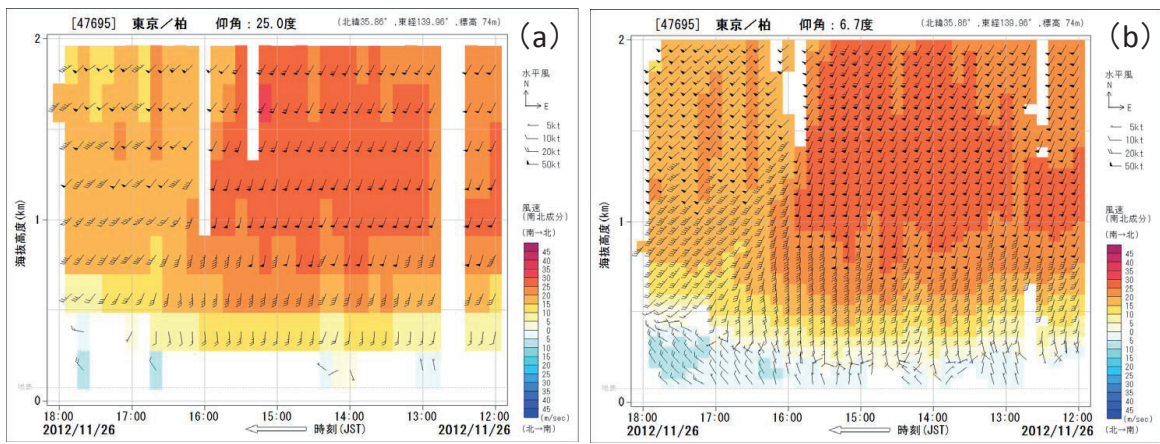 [47695] 東京／柏 仰角：25.0度 (北緯35.86°,東経139.96°,標高 74m)
(a)
2
1
0
海抜高度(km)
地表
水平風
N
E
5kt
10kt
20kt
50kt
風速
(南北成分)
(南→北)
45
40
35
30
25
20
15
10
5
0
5
10
15
20
25
30
35
40
45
(m/sec)
(北→南)
18:00 17:00 16:00 15:00 14:00 13:00 12:00
2012/11/26 時刻(JST) 2012/11/26
[47695] 東京／柏 仰角：6.7度 (北緯35.86°,東経139.96°,標高 74m)
(b)
2
1
0
海抜高度(km)
地表
水平風
N
E
5kt
10kt
20kt
50kt
風速
(南北成分)
(南→北)
45
40
35
30
25
20
15
10
5
0
5
10
15
20
25
30
35
40
45
(m/sec)
(北→南)
18:00 17:00 16:00 15:00 14:00 13:00 12:00
2012/11/26 時刻(JST) 2012/11/26